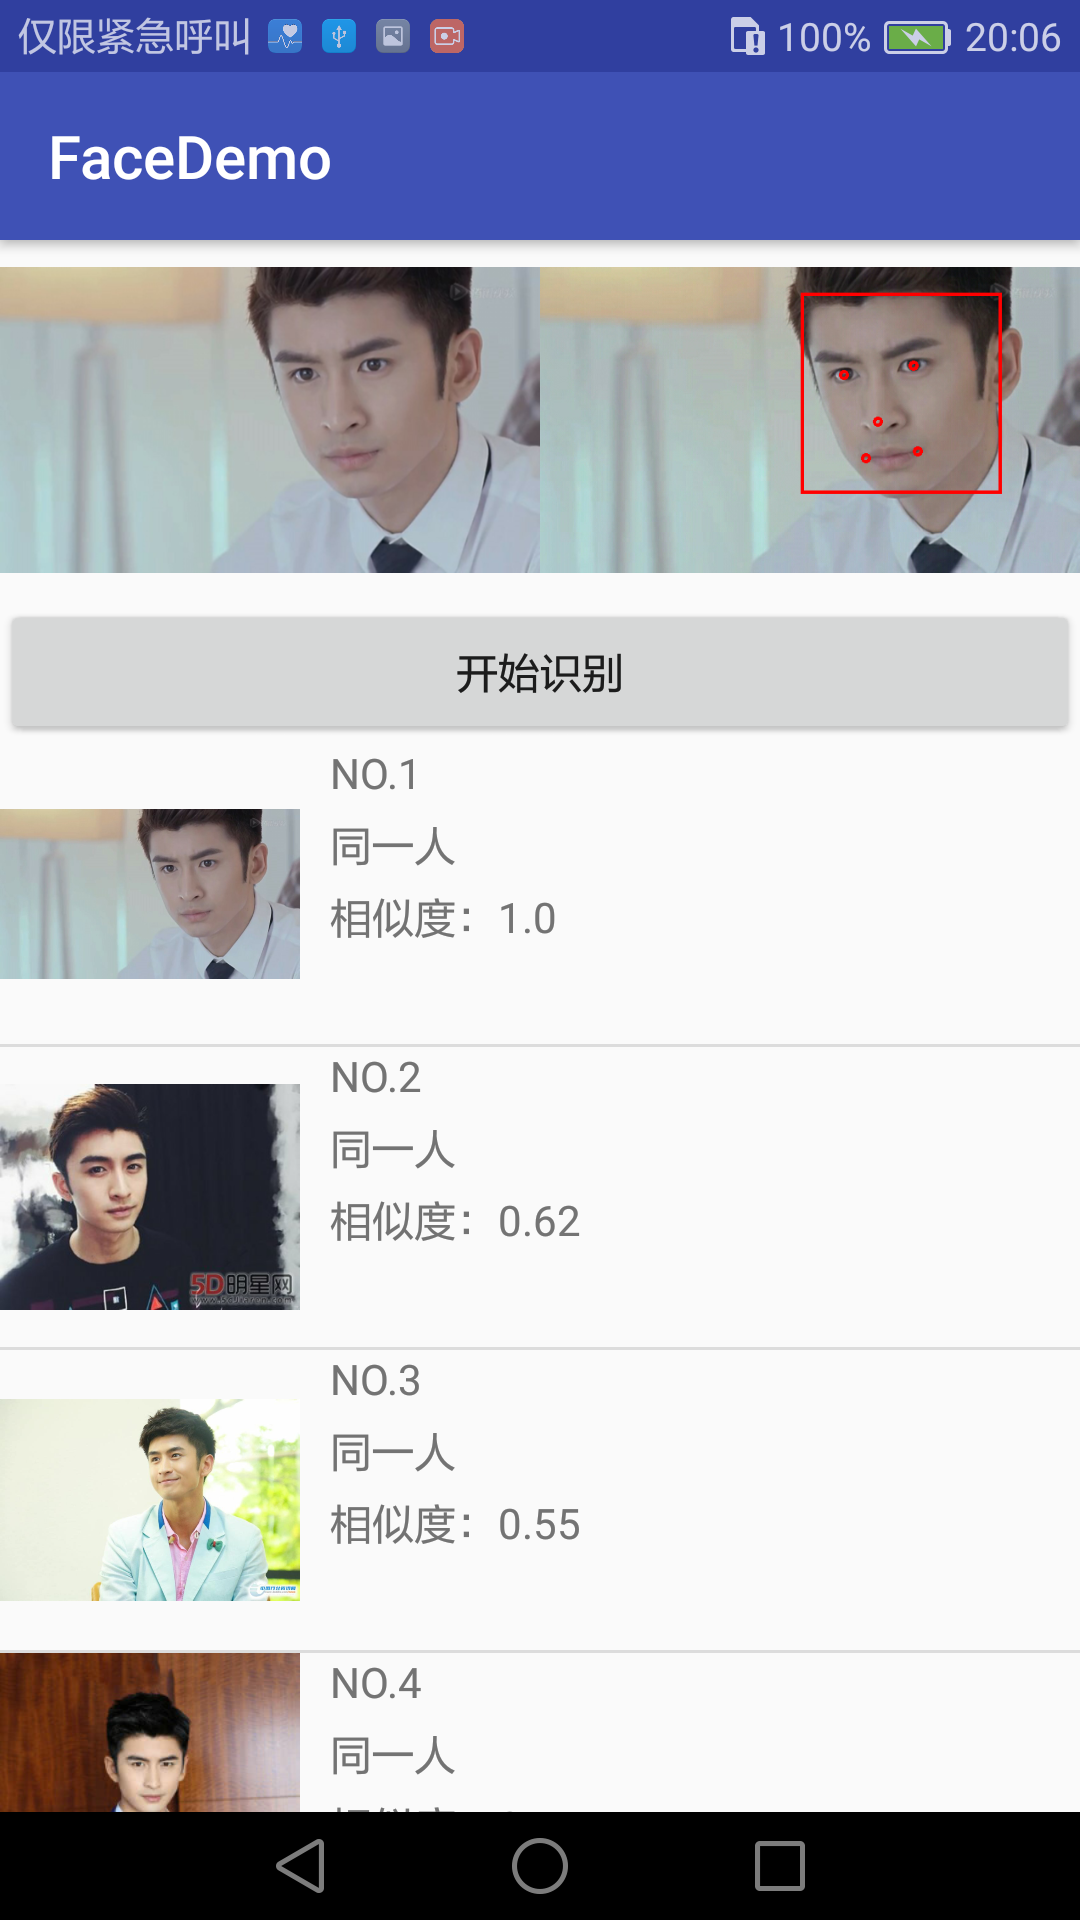 仅限紧急呼叫 100% 20:06
FaceDemo
开始识别
NO.1
同一人
相似度：1.0
NO.2
同一人
相似度：0.62
5D明星网
NO.3
同一人
相似度：0.55
NO.4
同一人